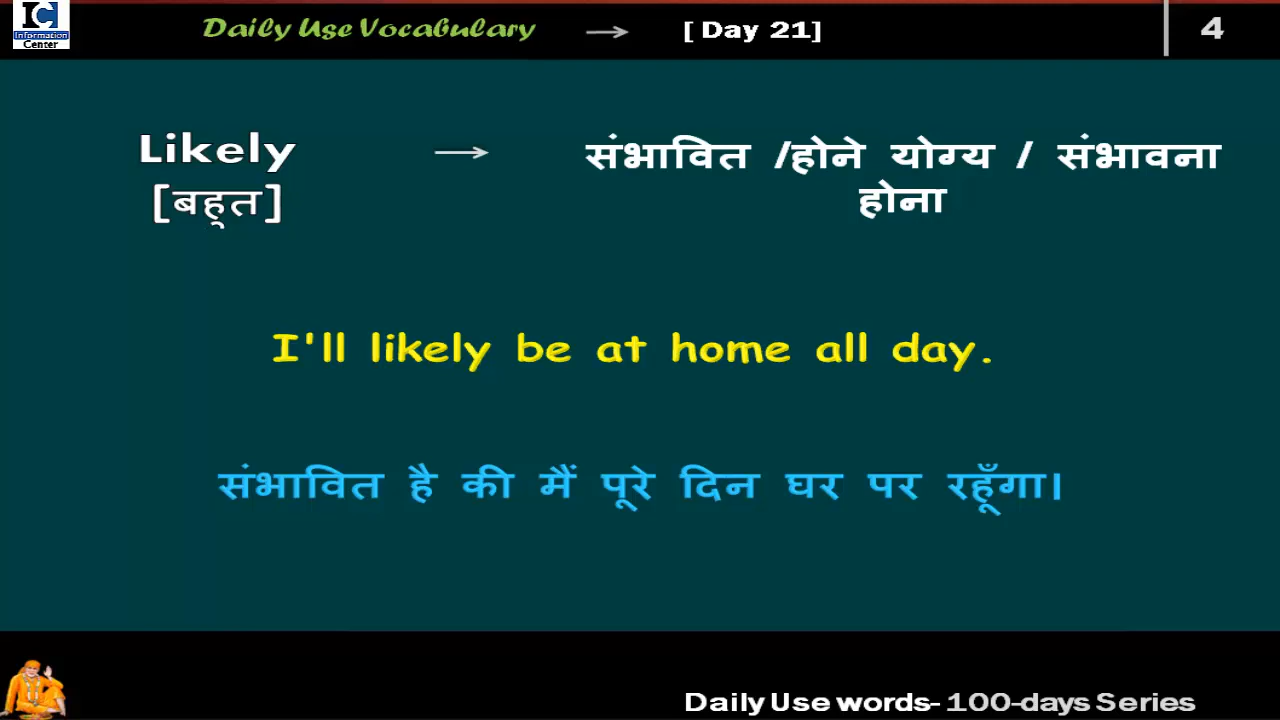 IC
Information
Center
Daily Use Vocabulary → [ Day 21]
4
Likely → संभावित /होने योग्य / संभावना
होना
[बहुत]
I'll likely be at home all day.
संभावित है की मैं पूरे दिन घर पर रहूँगा।
Daily Use words- 100-days Series